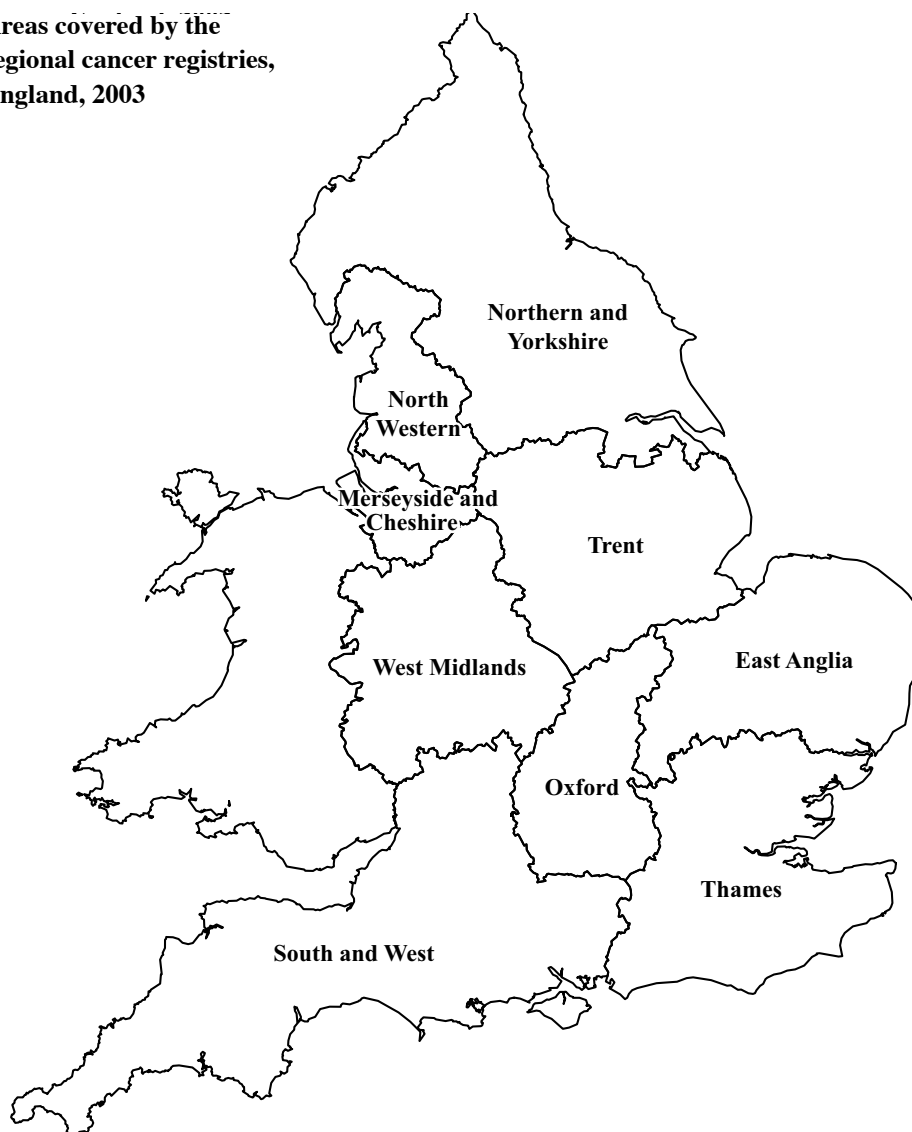 reas covered by the
egional cancer registries,
ngland, 2003
Northern and
Yorkshire
North
Western
Merseyside and
Cheshire
Trent
West Midlands
East Anglia
Oxford
Thames
South and West